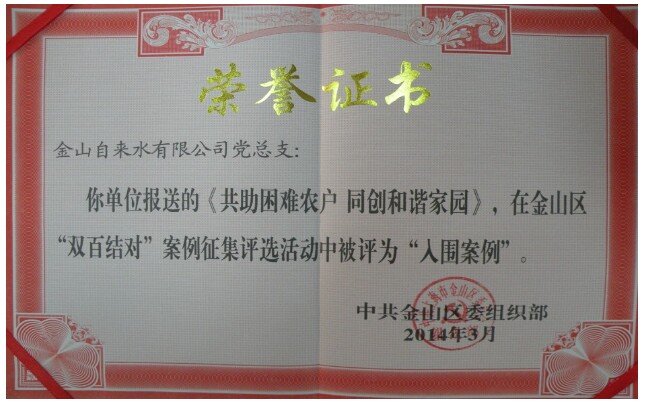 荣誉证书
金山自来水有限公司党总支：
你单位报送的《共助困难农户 同创和谐家园》，在金山区
“双百结对”案例征集评选活动中被评为“入围案例”。
中共金山区委组织部
2014年3月